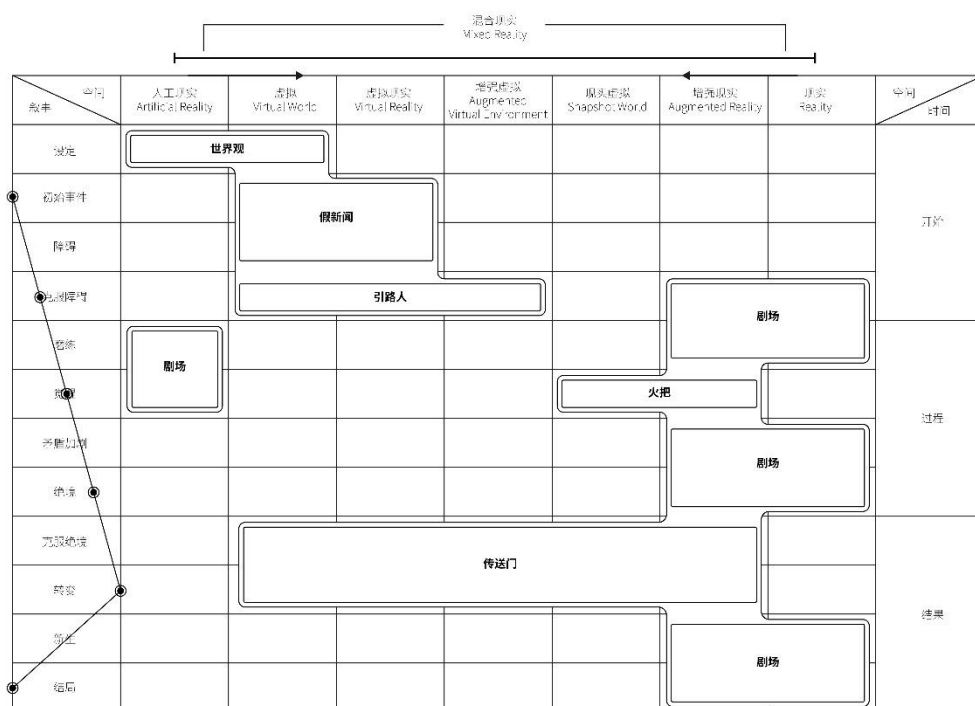 混合现实
Mixed Reality
空间
叙事
人工现实
Artificial Reality
虚拟
Virtual World
虚拟现实
Virtual Reality
增强虚拟
Augmented
Virtual Environment
现实虚拟
Snapshot World
增强现实
Augmented Reality
现实
Reality
空间
时间
设定
世界观
初始事件
假新闻
开始
障碍
克服障碍
引路人
剧场
磨练
剧场
觉醒
火把
过程
矛盾加剧
剧场
绝境
克服绝境
传送门
转变
结果
新生
剧场
结局